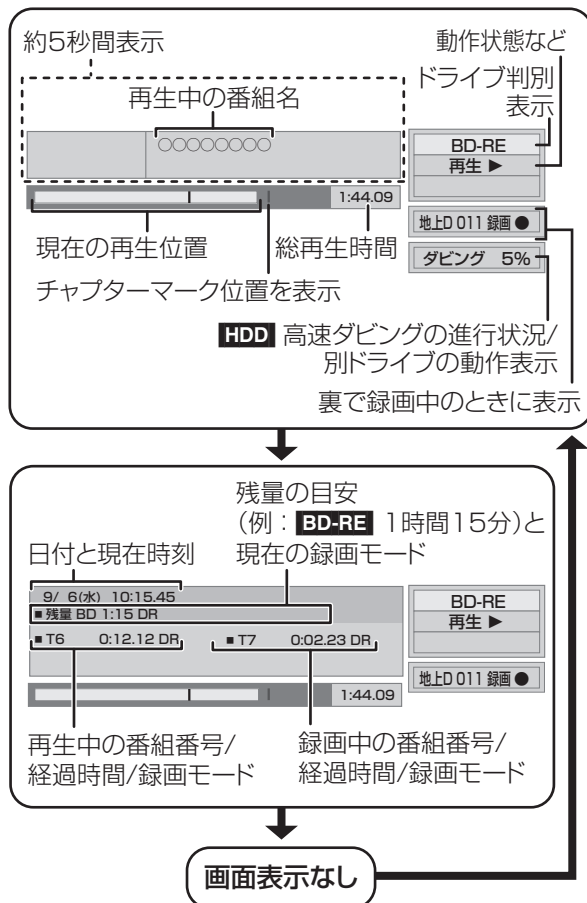 約5秒間表示
再生中の番組名
○○○○○○○○
動作状態など
ドライブ判別
表示
BD-RE
再生 ▶
1:44.09
地上D 011 録画 ●
ダビング 5%
現在の再生位置
総再生時間
チャプターマーク位置を表示
HDD 高速ダビングの進行状況/
別ドライブの動作表示
裏で録画中のときに表示
残量の目安
(例：BD-RE 1時間15分)と
現在の録画モード
日付と現在時刻
9/ 6(水) 10:15.45
■残量 BD 1:15 DR
■T6 0:12.12 DR
■T7 0:02.23 DR
BD-RE
再生 ▶
地上D 011 録画 ●
1:44.09
再生中の番組番号/
経過時間/録画モード
録画中の番組番号/
経過時間/録画モード
画面表示なし